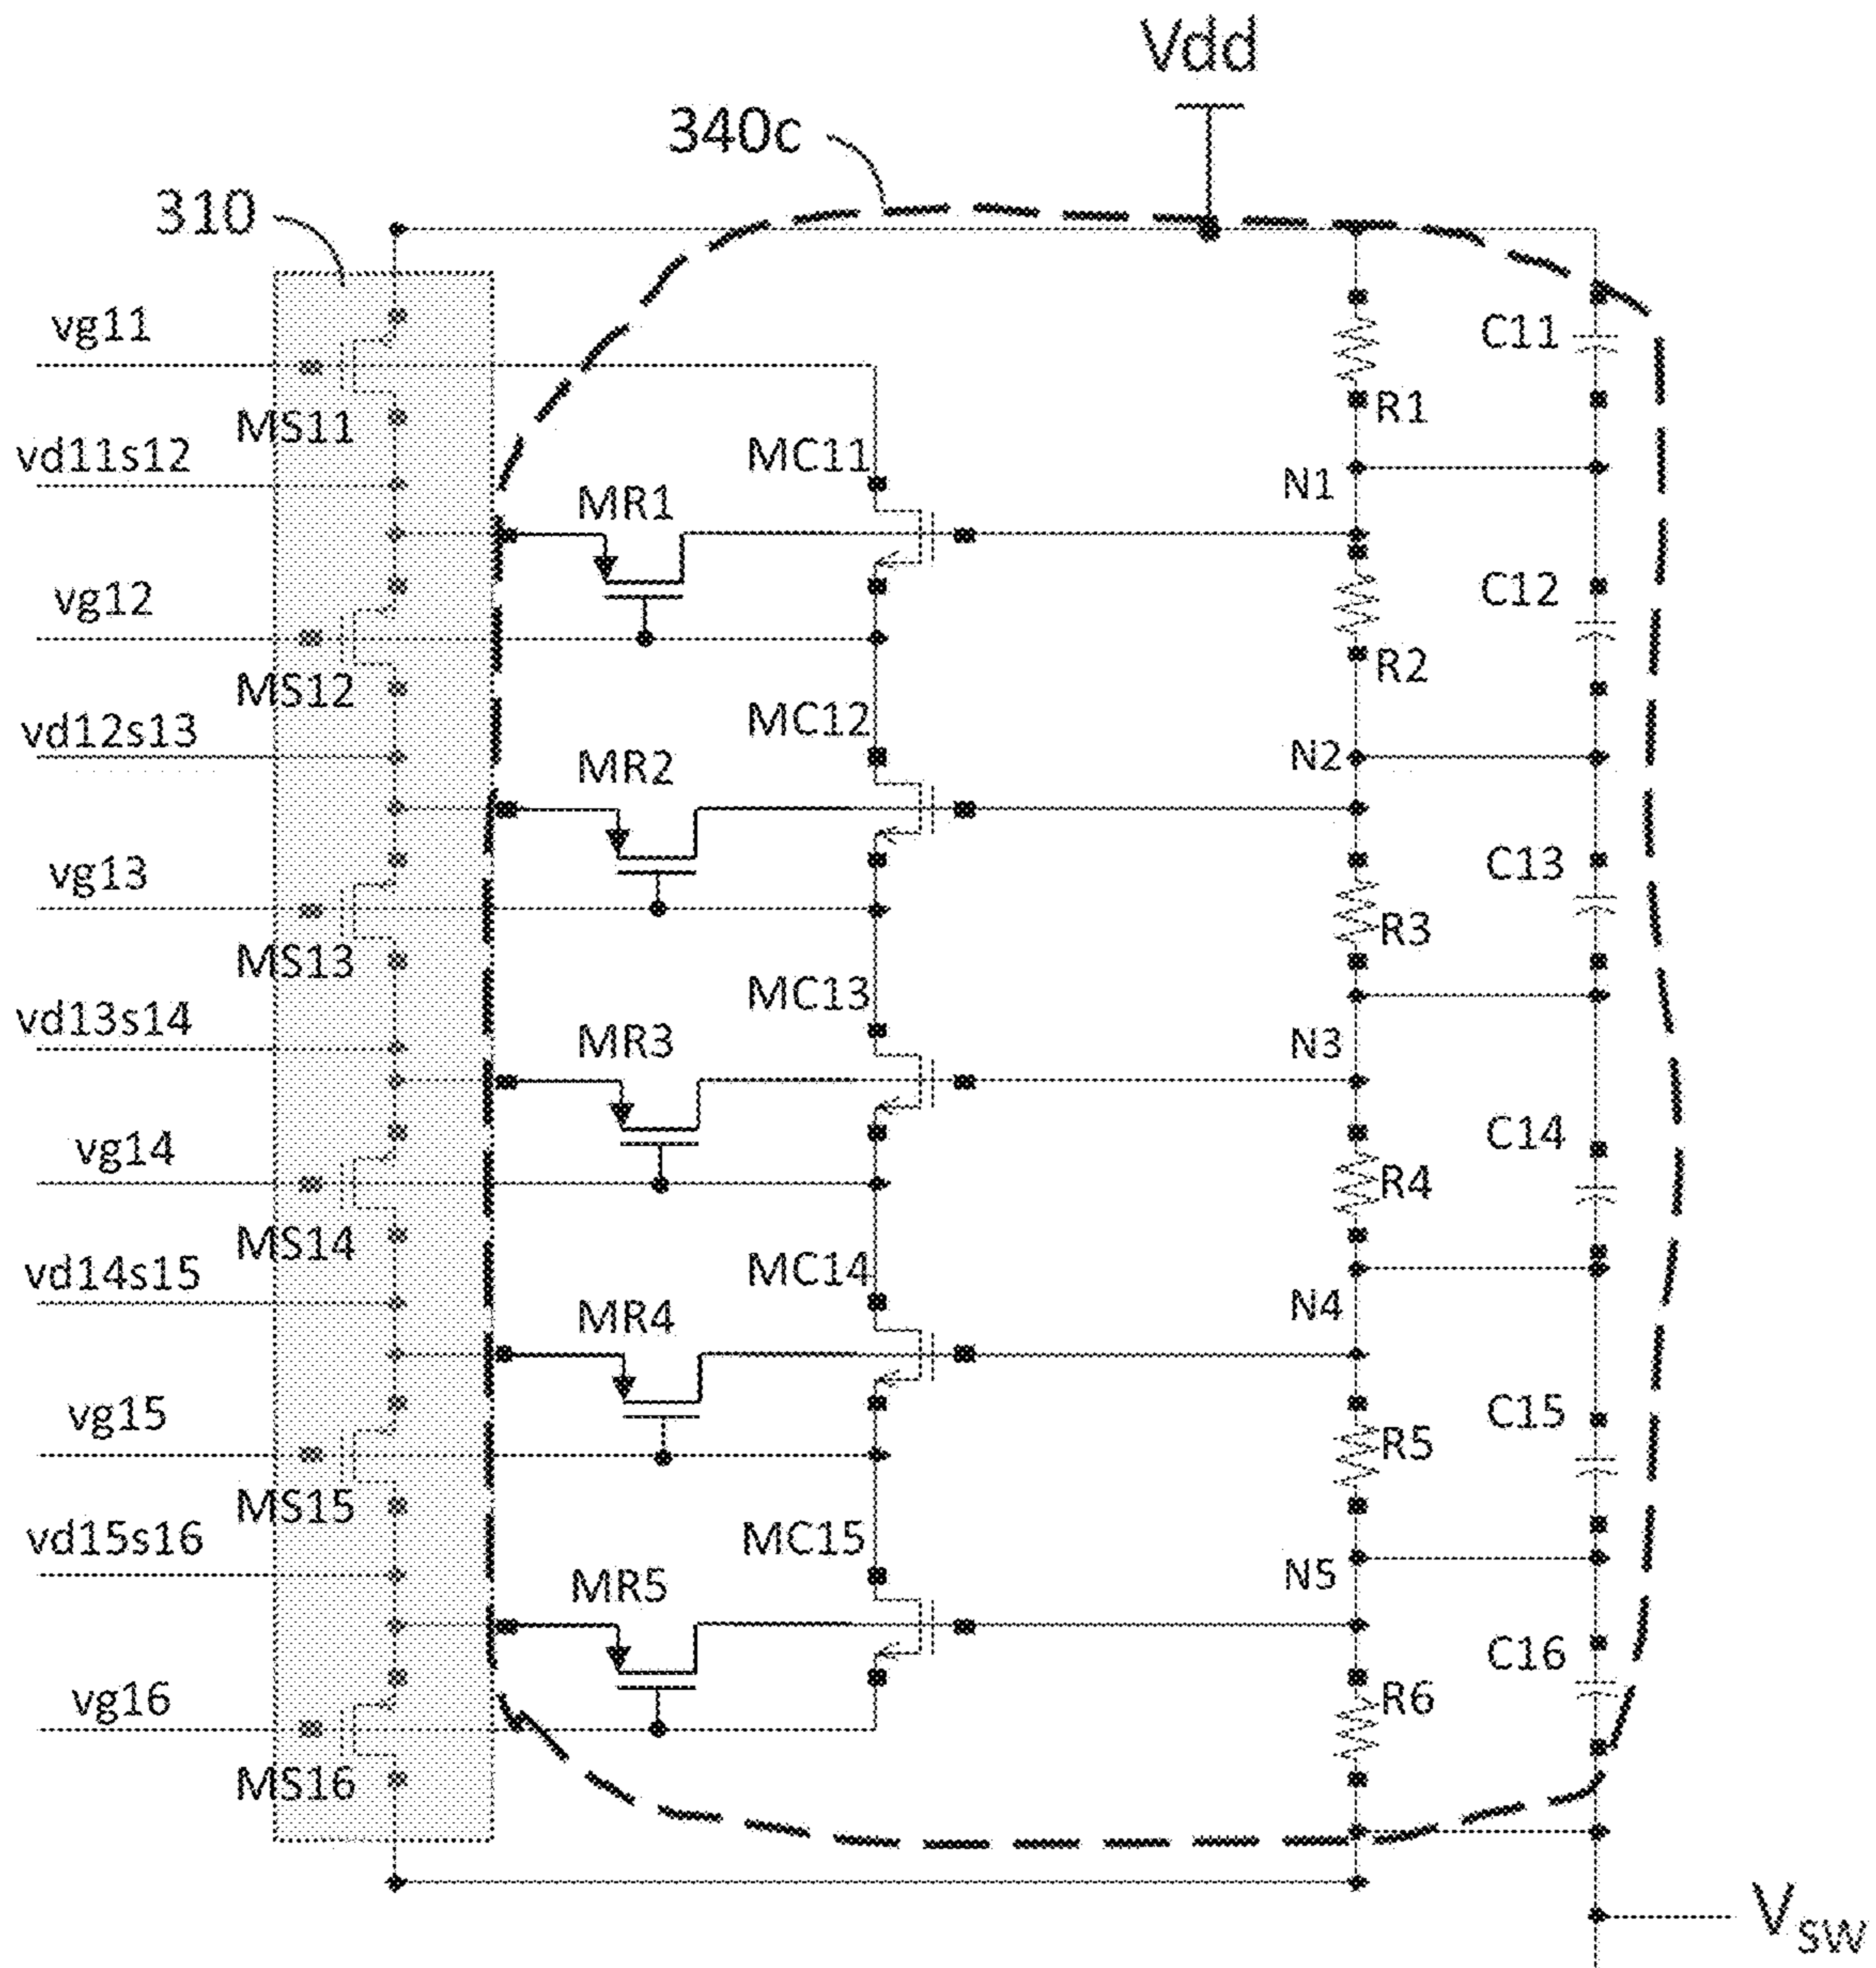 Vdd
340c
310
vg11
C11
MS11
R1
vd11s12
MC11
N1
MR1
vg12
C12
MS12
R2
vd12s13
MC12
N2
MR2
vg13
C13
MS13
R3
vd13s14
MC13
N3
MR3
vg14
C14
MS14
R4
vd14s15
MC14
N4
MR4
vg15
C15
MS15
R5
vd15s16
MC15
N5
MR5
vg16
C16
MS16
R6
VSW